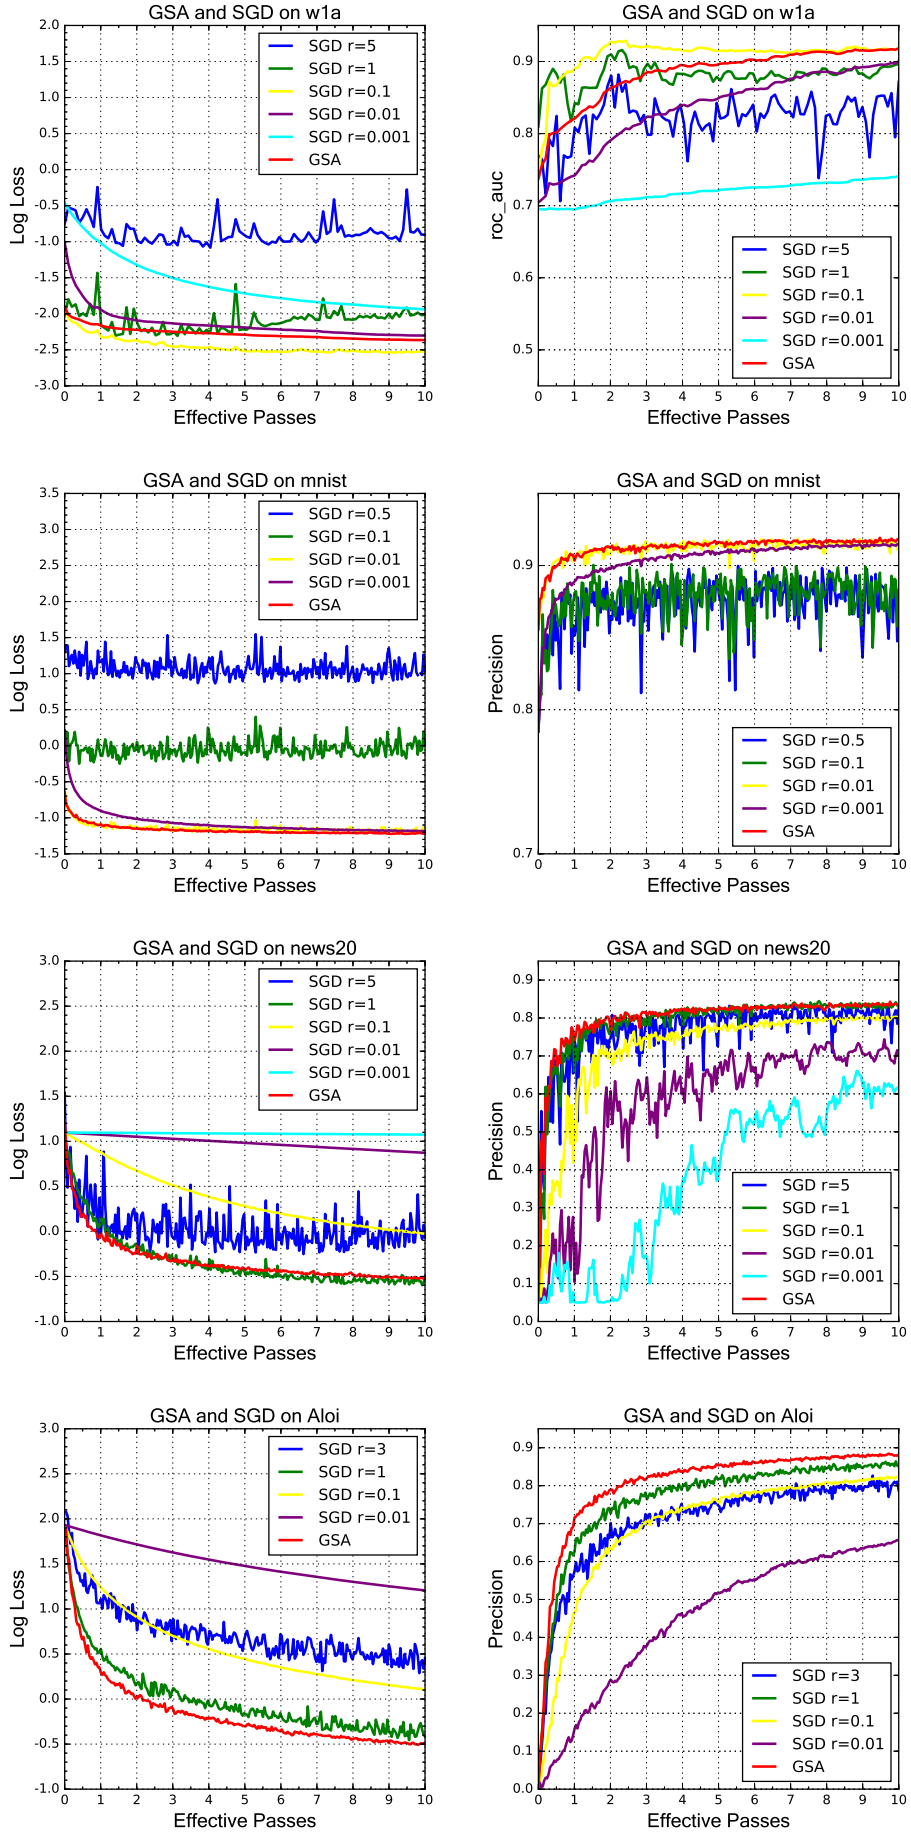 GSA and SGD on w1a
2.0
1.5
1.0
0.5
0.0
-0.5
-1.0
-1.5
-2.0
-2.5
-3.0
Log Loss
SGD r=5
SGD r=1
SGD r=0.1
SGD r=0.01
SGD r=0.001
GSA
0 1 2 3 4 5 6 7 8 9 10
Effective Passes
GSA and SGD on w1a
0.9
0.8
0.7
0.6
0.5
roc_auc
SGD r=5
SGD r=1
SGD r=0.1
SGD r=0.01
SGD r=0.001
GSA
0 1 2 3 4 5 6 7 8 9 10
Effective Passes
GSA and SGD on mnist
3.5
3.0
2.5
2.0
1.5
1.0
0.5
0.0
-0.5
-1.0
-1.5
Log Loss
SGD r=0.5
SGD r=0.1
SGD r=0.01
SGD r=0.001
GSA
0 1 2 3 4 5 6 7 8 9 10
Effective Passes
GSA and SGD on mnist
0.9
0.8
0.7
Precision
SGD r=0.5
SGD r=0.1
SGD r=0.01
SGD r=0.001
GSA
0 1 2 3 4 5 6 7 8 9 10
Effective Passes
GSA and SGD on news20
3.0
2.5
2.0
1.5
1.0
0.5
0.0
-0.5
-1.0
Log Loss
SGD r=5
SGD r=1
SGD r=0.1
SGD r=0.01
SGD r=0.001
GSA
0 1 2 3 4 5 6 7 8 9 10
Effective Passes
GSA and SGD on news20
0.9
0.8
0.7
0.6
0.5
0.4
0.3
0.2
0.1
0.0
Precision
SGD r=5
SGD r=1
SGD r=0.1
SGD r=0.01
SGD r=0.001
GSA
0 1 2 3 4 5 6 7 8 9 10
Effective Passes
GSA and SGD on Aloi
3.0
2.5
2.0
1.5
1.0
0.5
0.0
-0.5
-1.0
Log Loss
SGD r=3
SGD r=1
SGD r=0.1
SGD r=0.01
GSA
0 1 2 3 4 5 6 7 8 9 10
Effective Passes
GSA and SGD on Aloi
0.9
0.8
0.7
0.6
0.5
0.4
0.3
0.2
0.1
0.0
Precision
SGD r=3
SGD r=1
SGD r=0.1
SGD r=0.01
GSA
0 1 2 3 4 5 6 7 8 9 10
Effective Passes